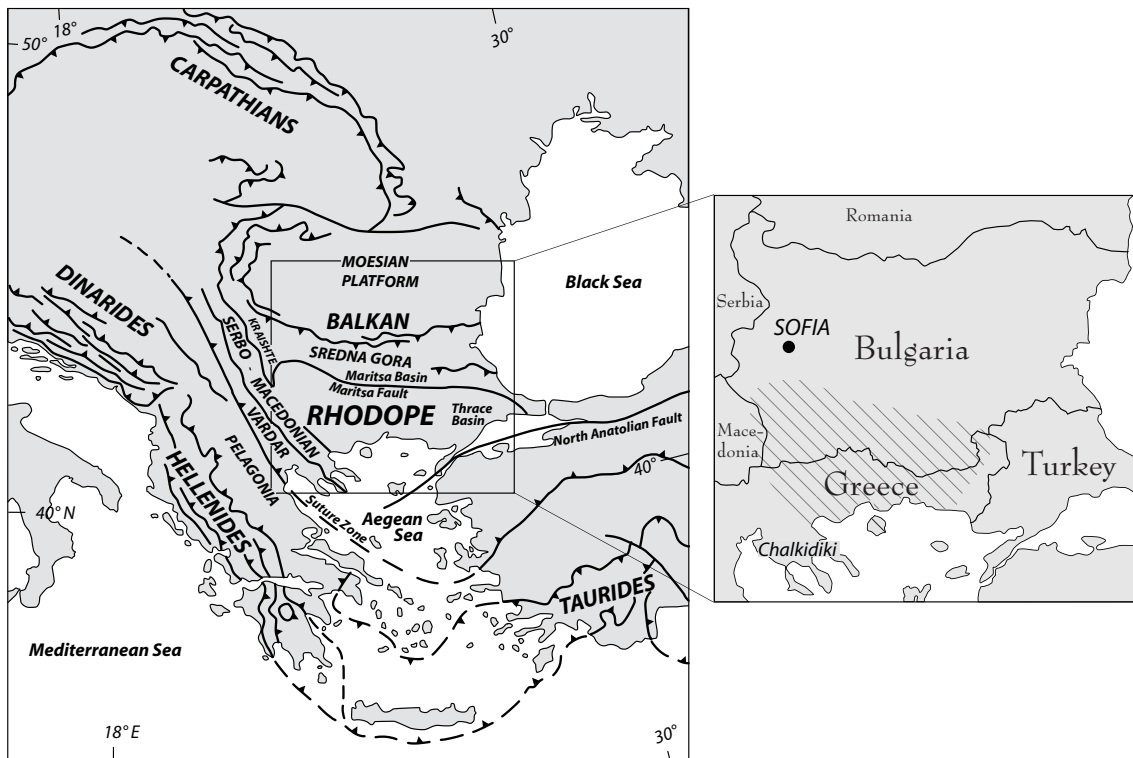 18°
50°
30°
CARPATHIANS
MOESIAN
PLATFORM
Black Sea
DINARIDES
BALKAN
KRAISHTE
SERBO - MACEDONIAN
SREDNA GORA
Maritsa Basin
Maritsa Fault
RHODOPE
Thrace
Basin
VARDAR
North Anatolian Fault
PELAGONIA
40°
HELLENIDES
Suture Zone
Aegean
Sea
40° N
TAURIDES
Mediterranean Sea
18° E
30°
Romania
Serbia
SOFIA
Bulgaria
Mace-
donia
Greece
Turkey
Chalkidiki